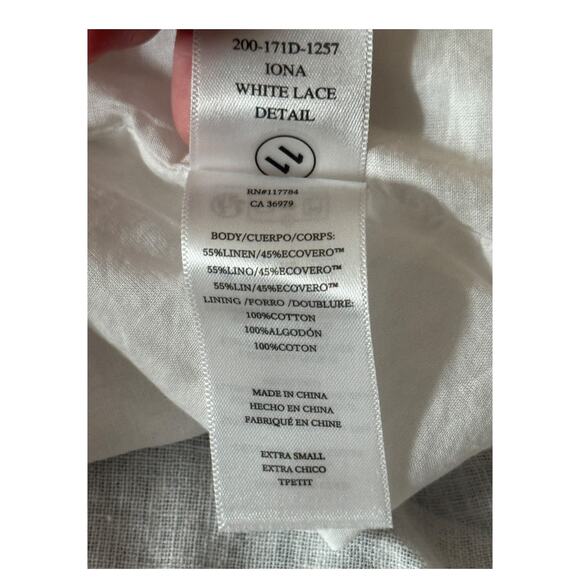 200-171D-1257
IONA
WHITE LACE
DETAIL
11
RN#117784
CA 36979
BODY/CUERPO/CORPS:
55%LINEN/45%ECOVERO™
55%LINO/45%ECOVERO™
55%LIN/45%ECOVERO™
LINING /FORRO /DOUBLURE:
100%COTTON
100%ALGODÓN
100%COTON
MADE IN CHINA
HECHO EN CHINA
FABRIQUÉ EN CHINE
EXTRA SMALL
EXTRA CHICO
TPETIT